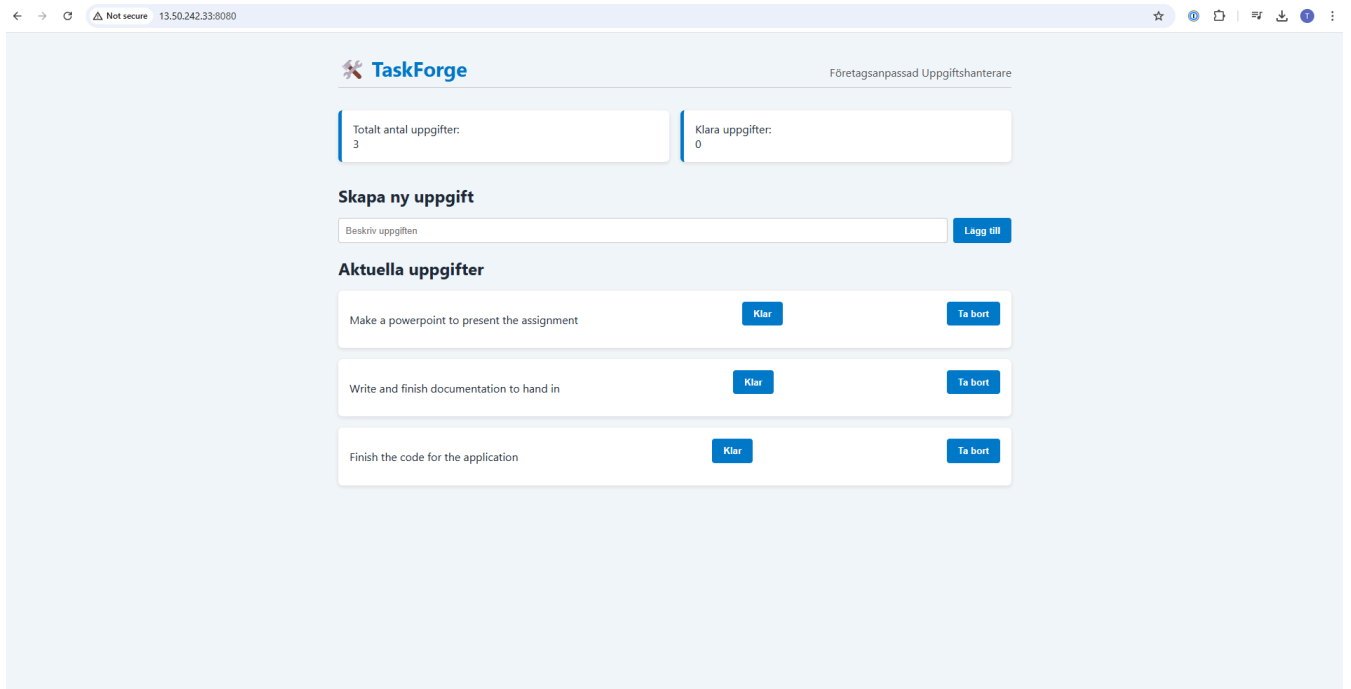 Not secure
13.50.242.33:8080
T
TaskForge
Företagsanpassad Uppgiftshanterare
Totalt antal uppgifter:
3
Klara uppgifter:
0
Skapa ny uppgift
Beskriv uppgiften
Lägg till
Aktuella uppgifter
Make a powerpoint to present the assignment
Klar
Ta bort
Write and finish documentation to hand in
Klar
Ta bort
Finish the code for the application
Klar
Ta bort